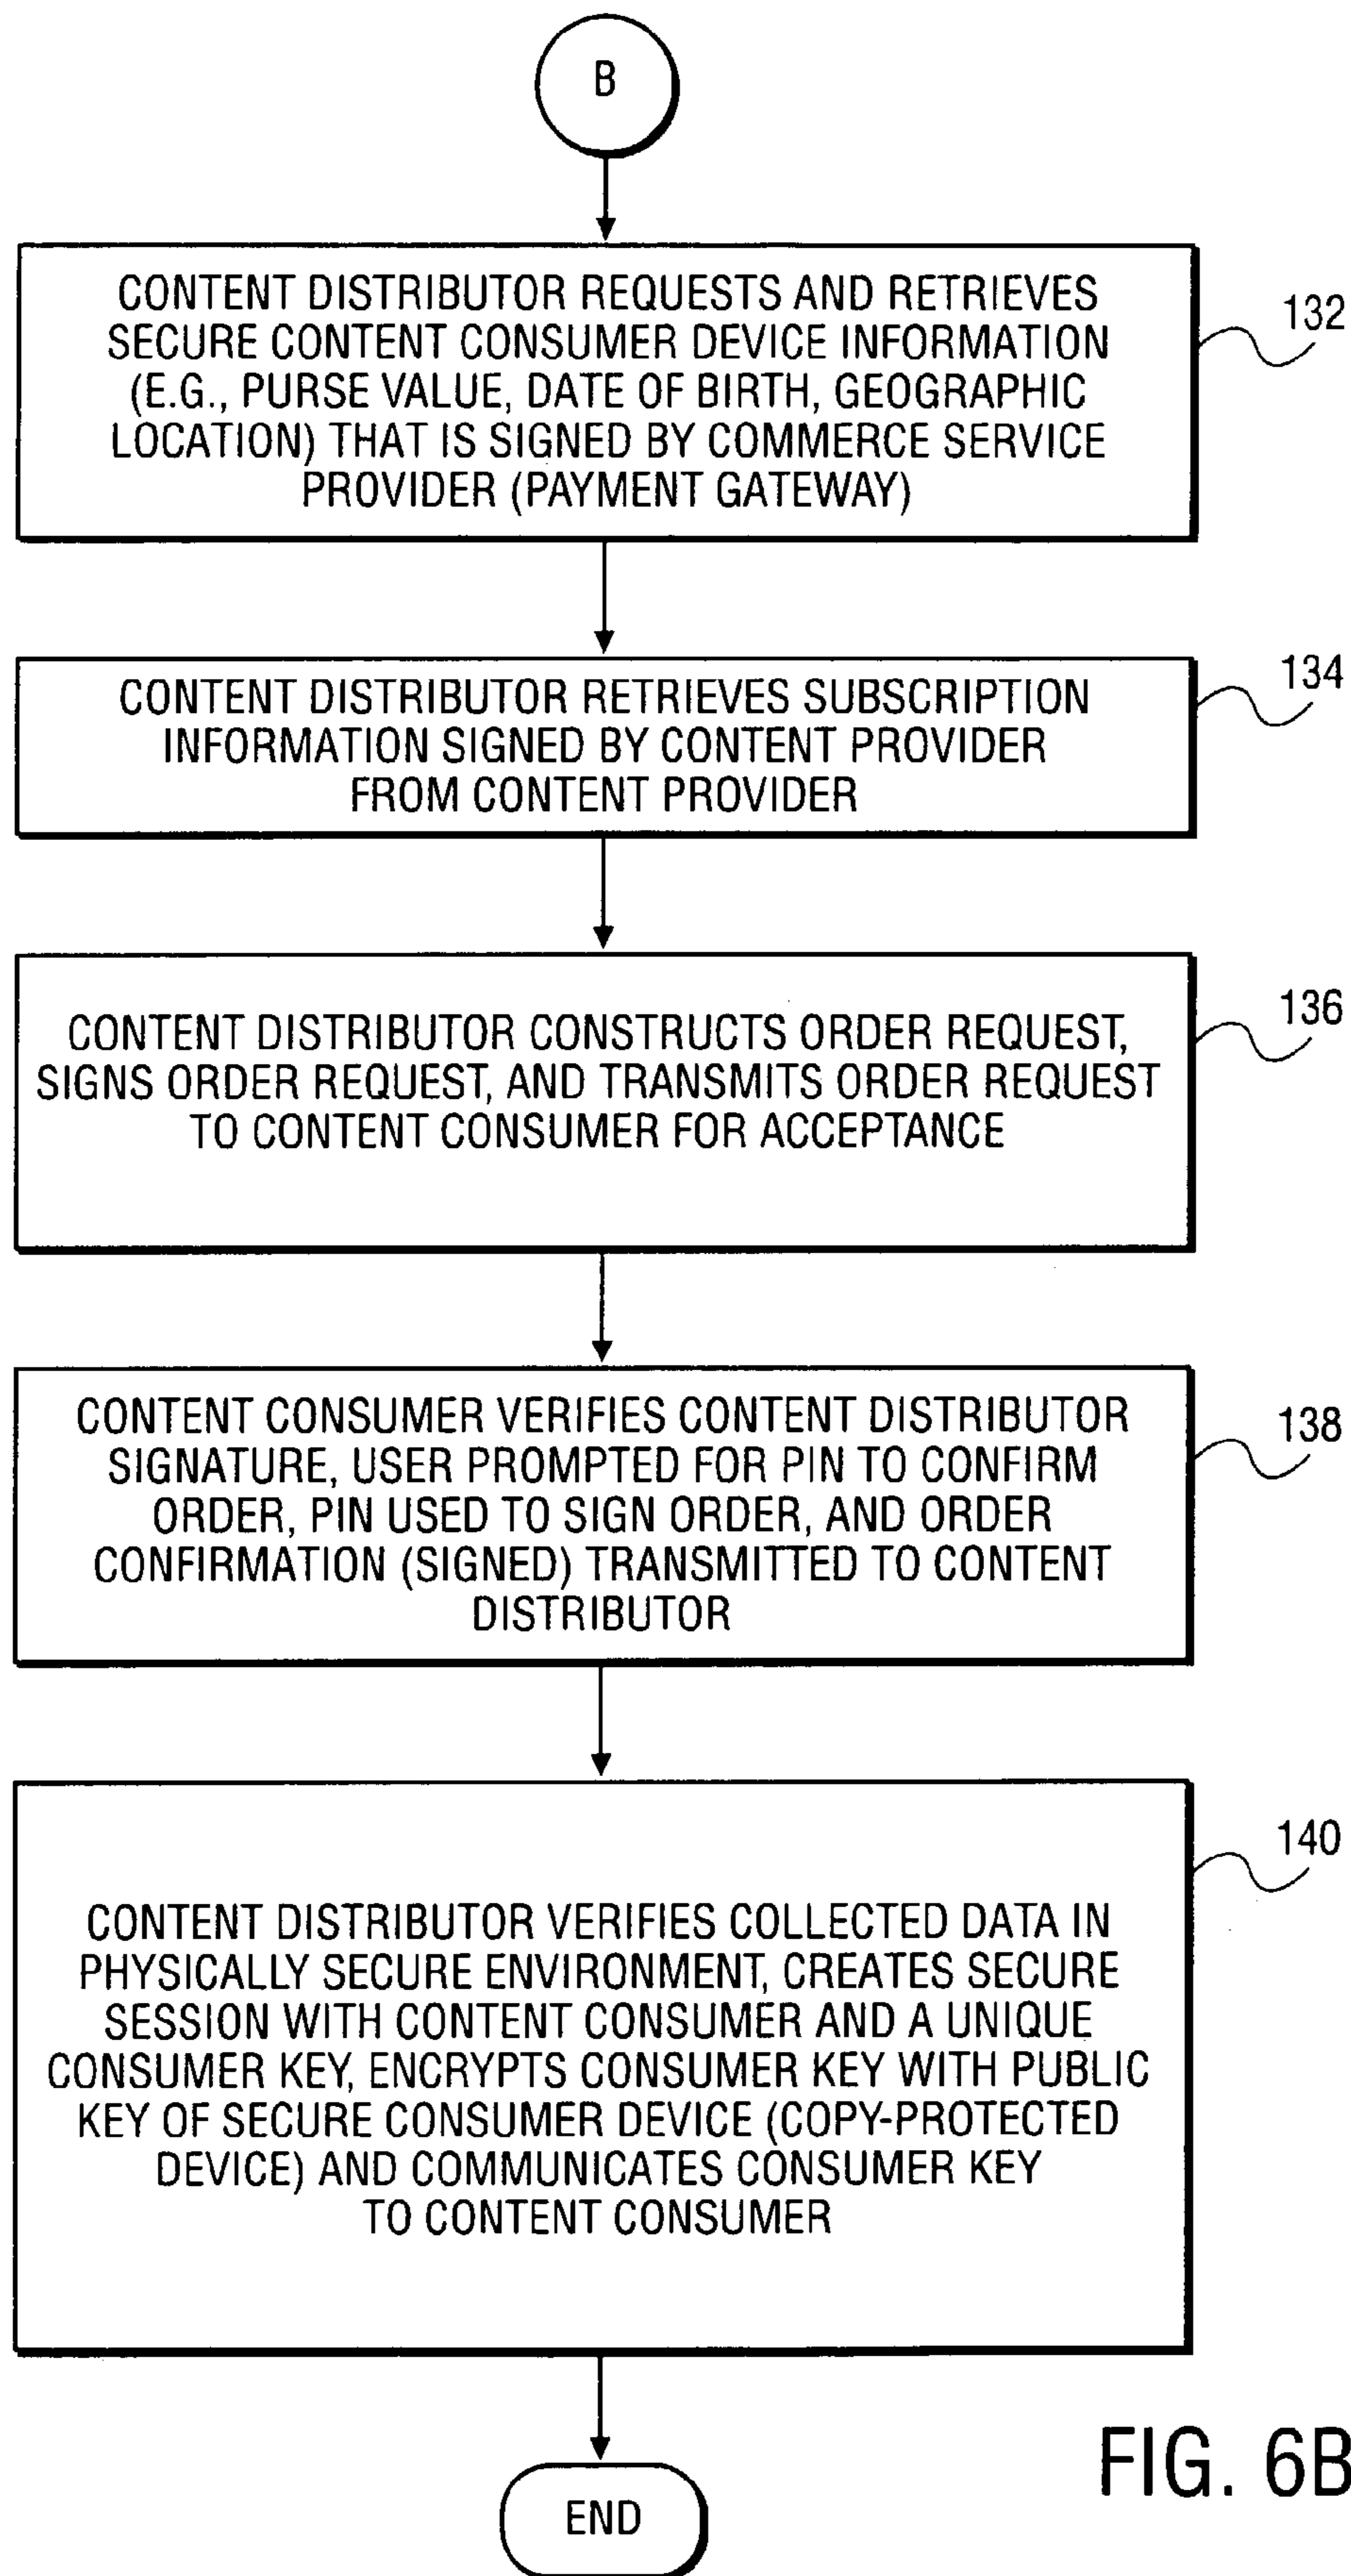 B
CONTENT DISTRIBUTOR REQUESTS AND RETRIEVES
SECURE CONTENT CONSUMER DEVICE INFORMATION
(E.G., PURSE VALUE, DATE OF BIRTH, GEOGRAPHIC
LOCATION) THAT IS SIGNED BY COMMERCE SERVICE
PROVIDER (PAYMENT GATEWAY)
132
CONTENT DISTRIBUTOR RETRIEVES SUBSCRIPTION
INFORMATION SIGNED BY CONTENT PROVIDER
FROM CONTENT PROVIDER
134
CONTENT DISTRIBUTOR CONSTRUCTS ORDER REQUEST,
SIGNS ORDER REQUEST, AND TRANSMITS ORDER REQUEST
TO CONTENT CONSUMER FOR ACCEPTANCE
136
CONTENT CONSUMER VERIFIES CONTENT DISTRIBUTOR
SIGNATURE, USER PROMPTED FOR PIN TO CONFIRM
ORDER, PIN USED TO SIGN ORDER, AND ORDER
CONFIRMATION (SIGNED) TRANSMITTED TO CONTENT
DISTRIBUTOR
138
CONTENT DISTRIBUTOR VERIFIES COLLECTED DATA IN
PHYSICALLY SECURE ENVIRONMENT, CREATES SECURE
SESSION WITH CONTENT CONSUMER AND A UNIQUE
CONSUMER KEY, ENCRYPTS CONSUMER KEY WITH PUBLIC
KEY OF SECURE CONSUMER DEVICE (COPY-PROTECTED
DEVICE) AND COMMUNICATES CONSUMER KEY
TO CONTENT CONSUMER
140
END
FIG. 6B